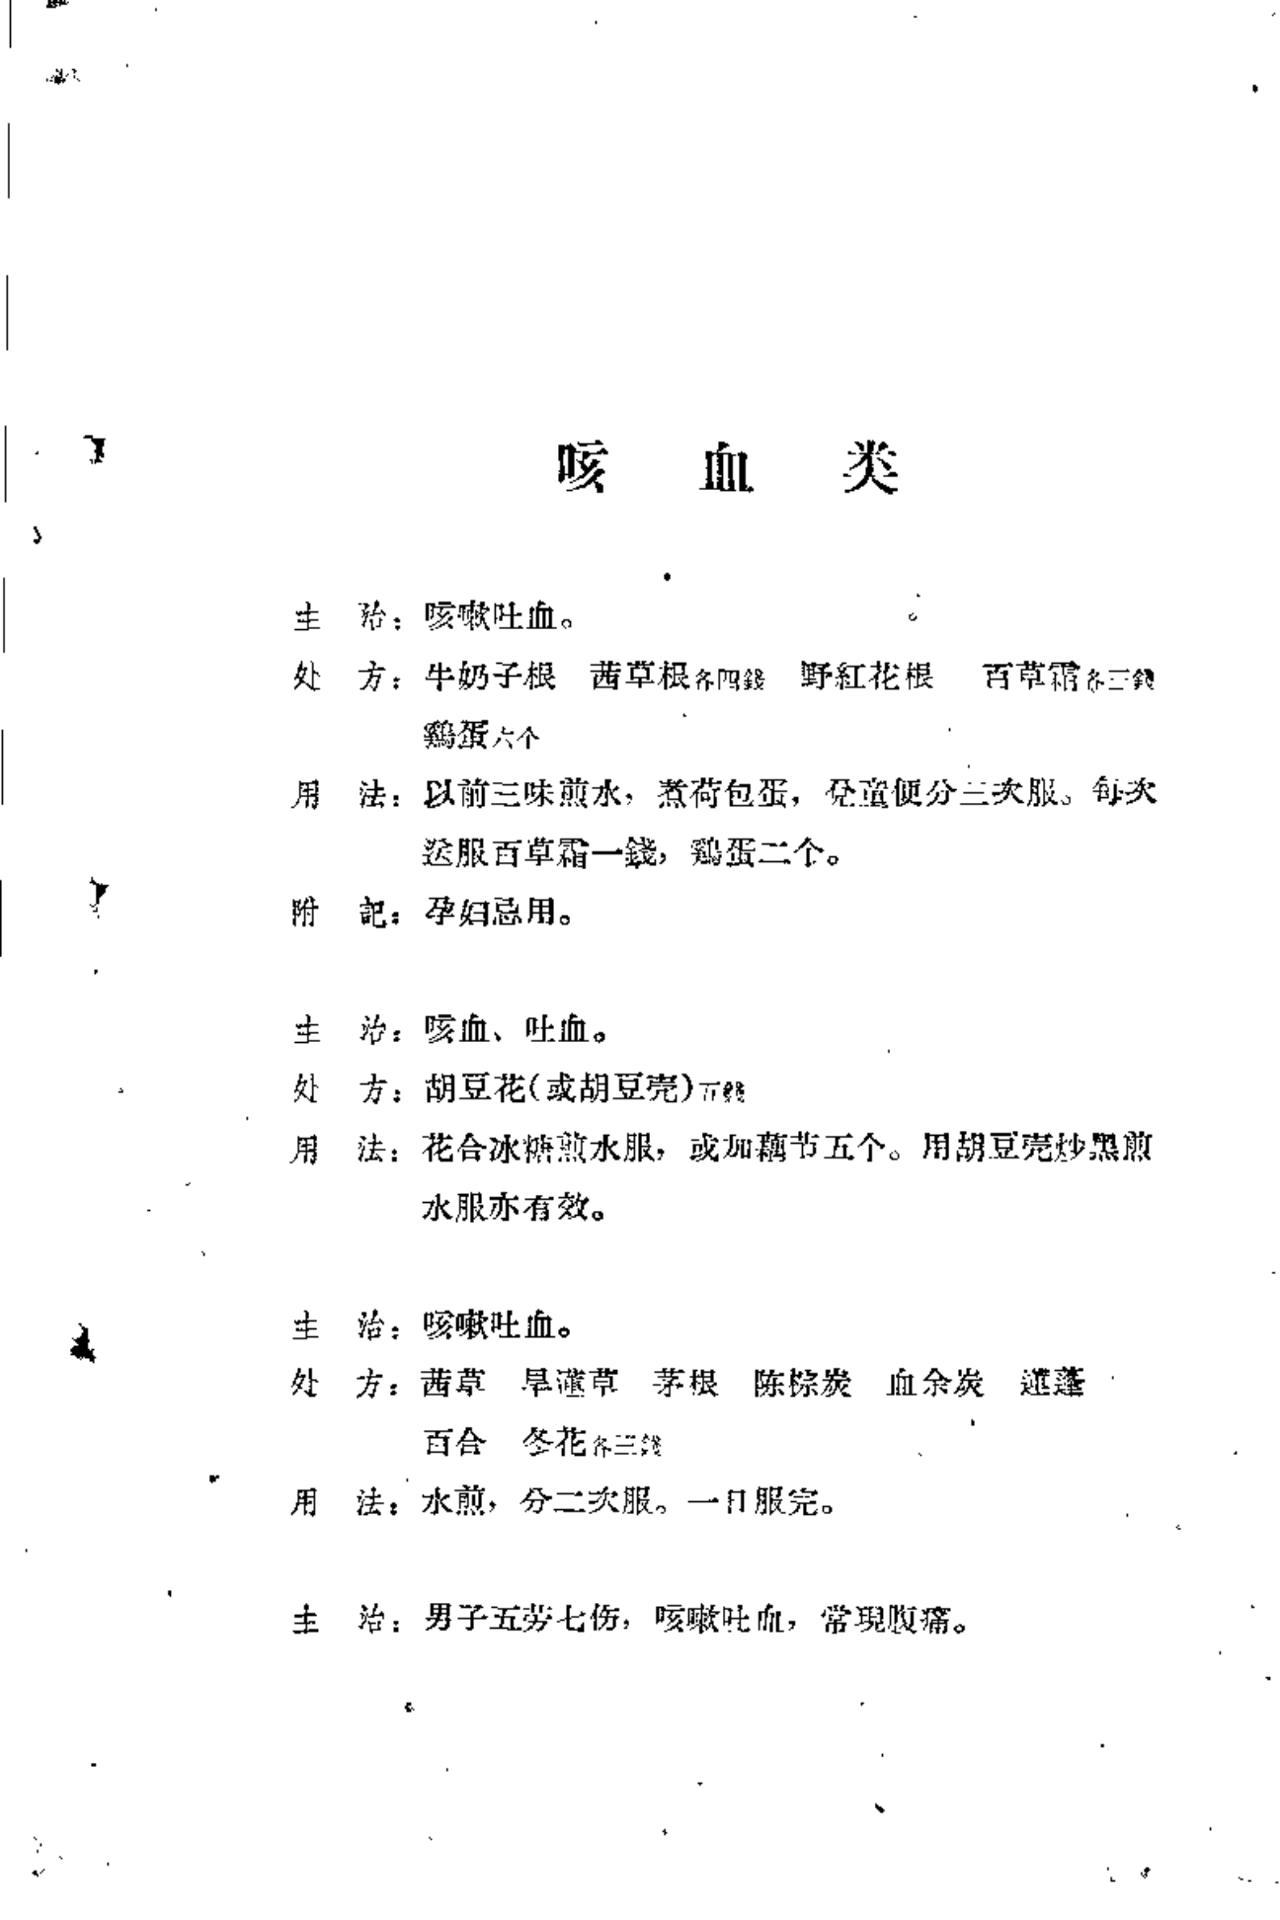 咳 血 类
主 治：咳嗽吐血。
处 方：牛奶子根 茜草根各四錢 野紅花根 百草霜各三錢
鷄蛋六个
用 法：以前三味煎水，煮荷包蛋，兌童便分三次服。每次
送服百草霜一錢，鷄蛋二个。
附 記：孕妇忌用。
主 治：咳血、吐血。
处 方：胡豆花(或胡豆壳)五錢
用 法：花合冰糖煎水服，或加藕节五个。用胡豆壳炒黑煎
水服亦有效。
主 治：咳嗽吐血。
处 方：茜草 旱蓮草 茅根 陈棕炭 血余炭 蓮蓬
百合 冬花各三錢
用 法：水煎，分二次服。一日服完。
主 治：男子五劳七伤，咳嗽吐血，常現腹痛。